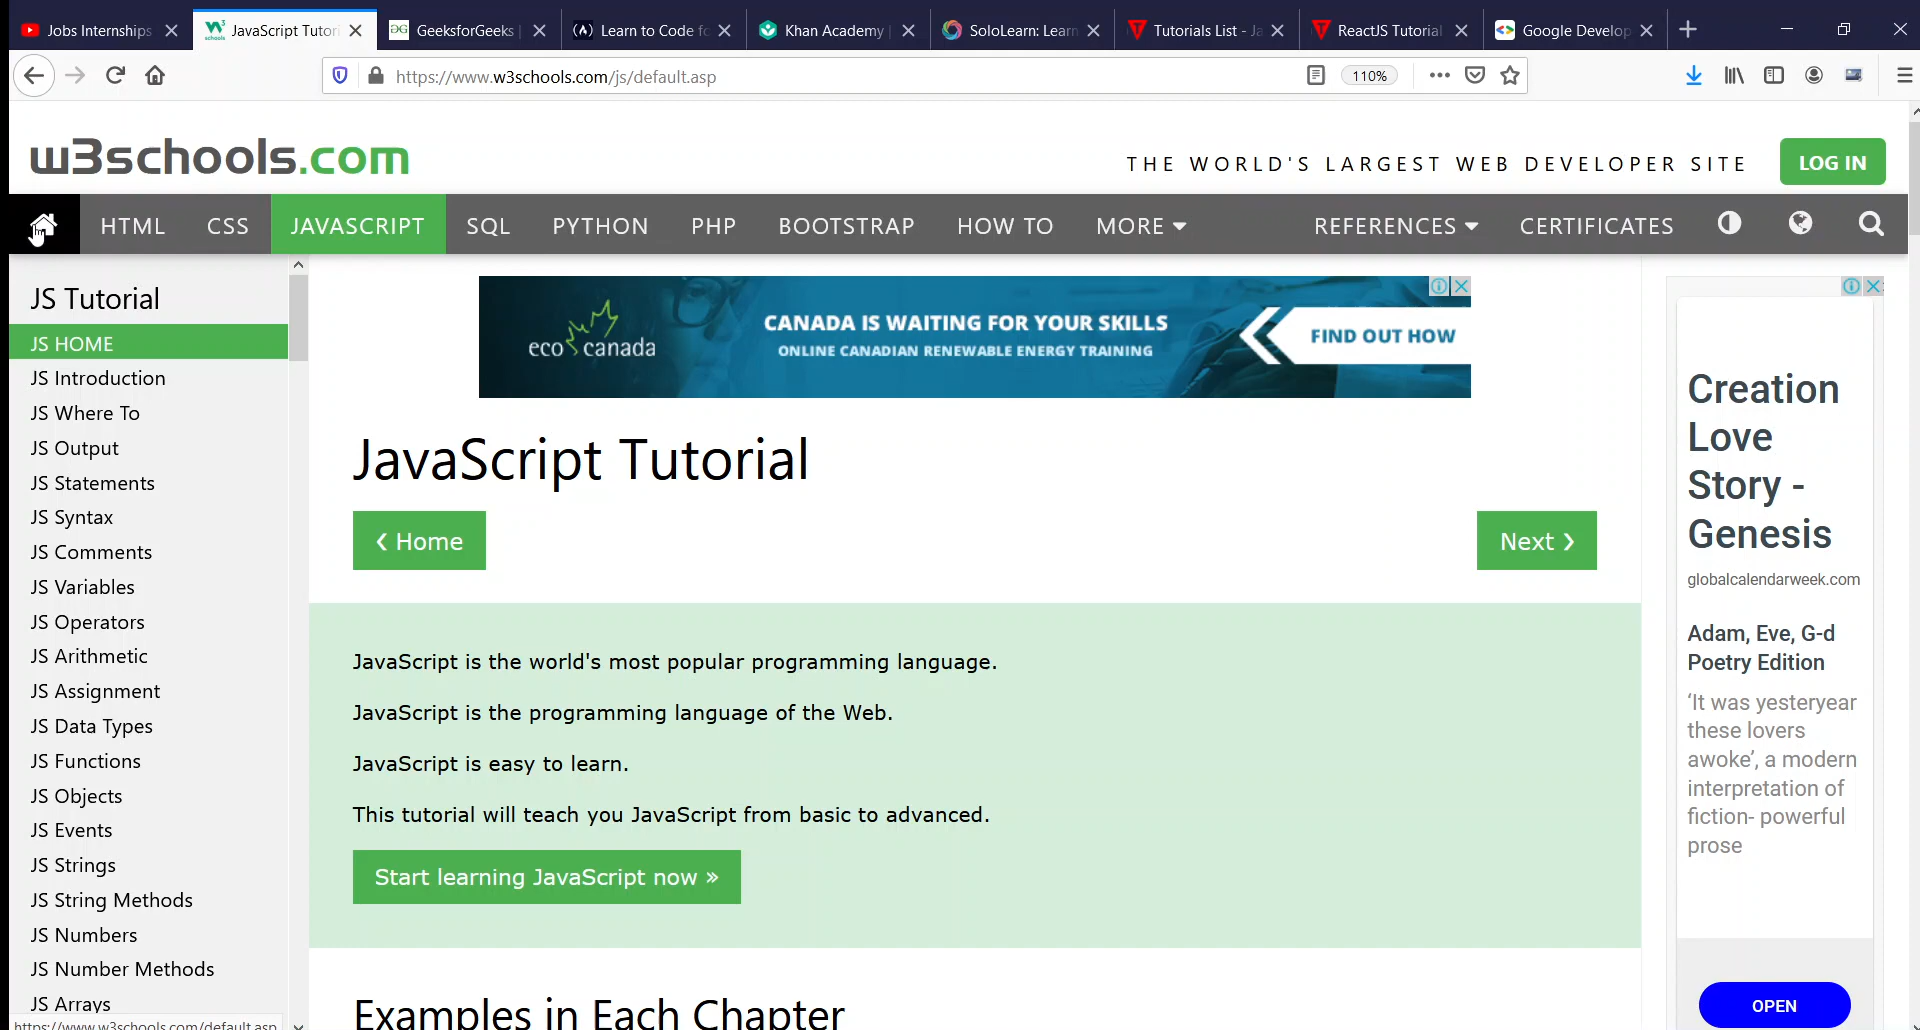 Jobs Internships
JavaScript Tutori
GeeksforGeeks |
Learn to Code fo
Khan Academy |
SoloLearn: Learn
Tutorials List - Ja
ReactJS Tutorial
Google Develop
https://www.w3schools.com/js/default.asp
110%
w3schools.com
THE WORLD'S LARGEST WEB DEVELOPER SITE
LOG IN
HTML CSS JAVASCRIPT SQL PYTHON PHP BOOTSTRAP HOW TO MORE REFERENCES CERTIFICATES
JS Tutorial
JS HOME
JS Introduction
JS Where To
JS Output
JS Statements
JS Syntax
JS Comments
JS Variables
JS Operators
JS Arithmetic
JS Assignment
JS Data Types
JS Functions
JS Objects
JS Events
JS Strings
JS String Methods
JS Numbers
JS Number Methods
JS Arrays
https://www.w3schools.com/default.asp
eco canada
CANADA IS WAITING FOR YOUR SKILLS
ONLINE CANADIAN RENEWABLE ENERGY TRAINING
FIND OUT HOW
JavaScript Tutorial
❮ Home
Next ❯
JavaScript is the world's most popular programming language.
JavaScript is the programming language of the Web.
JavaScript is easy to learn.
This tutorial will teach you JavaScript from basic to advanced.
Start learning JavaScript now »
Examples in Each Chapter
Creation
Love
Story -
Genesis
globalcalendarweek.com
Adam, Eve, G-d
Poetry Edition
‘It was yesteryear
these lovers
awoke’, a modern
interpretation of
fiction- powerful
prose
OPEN